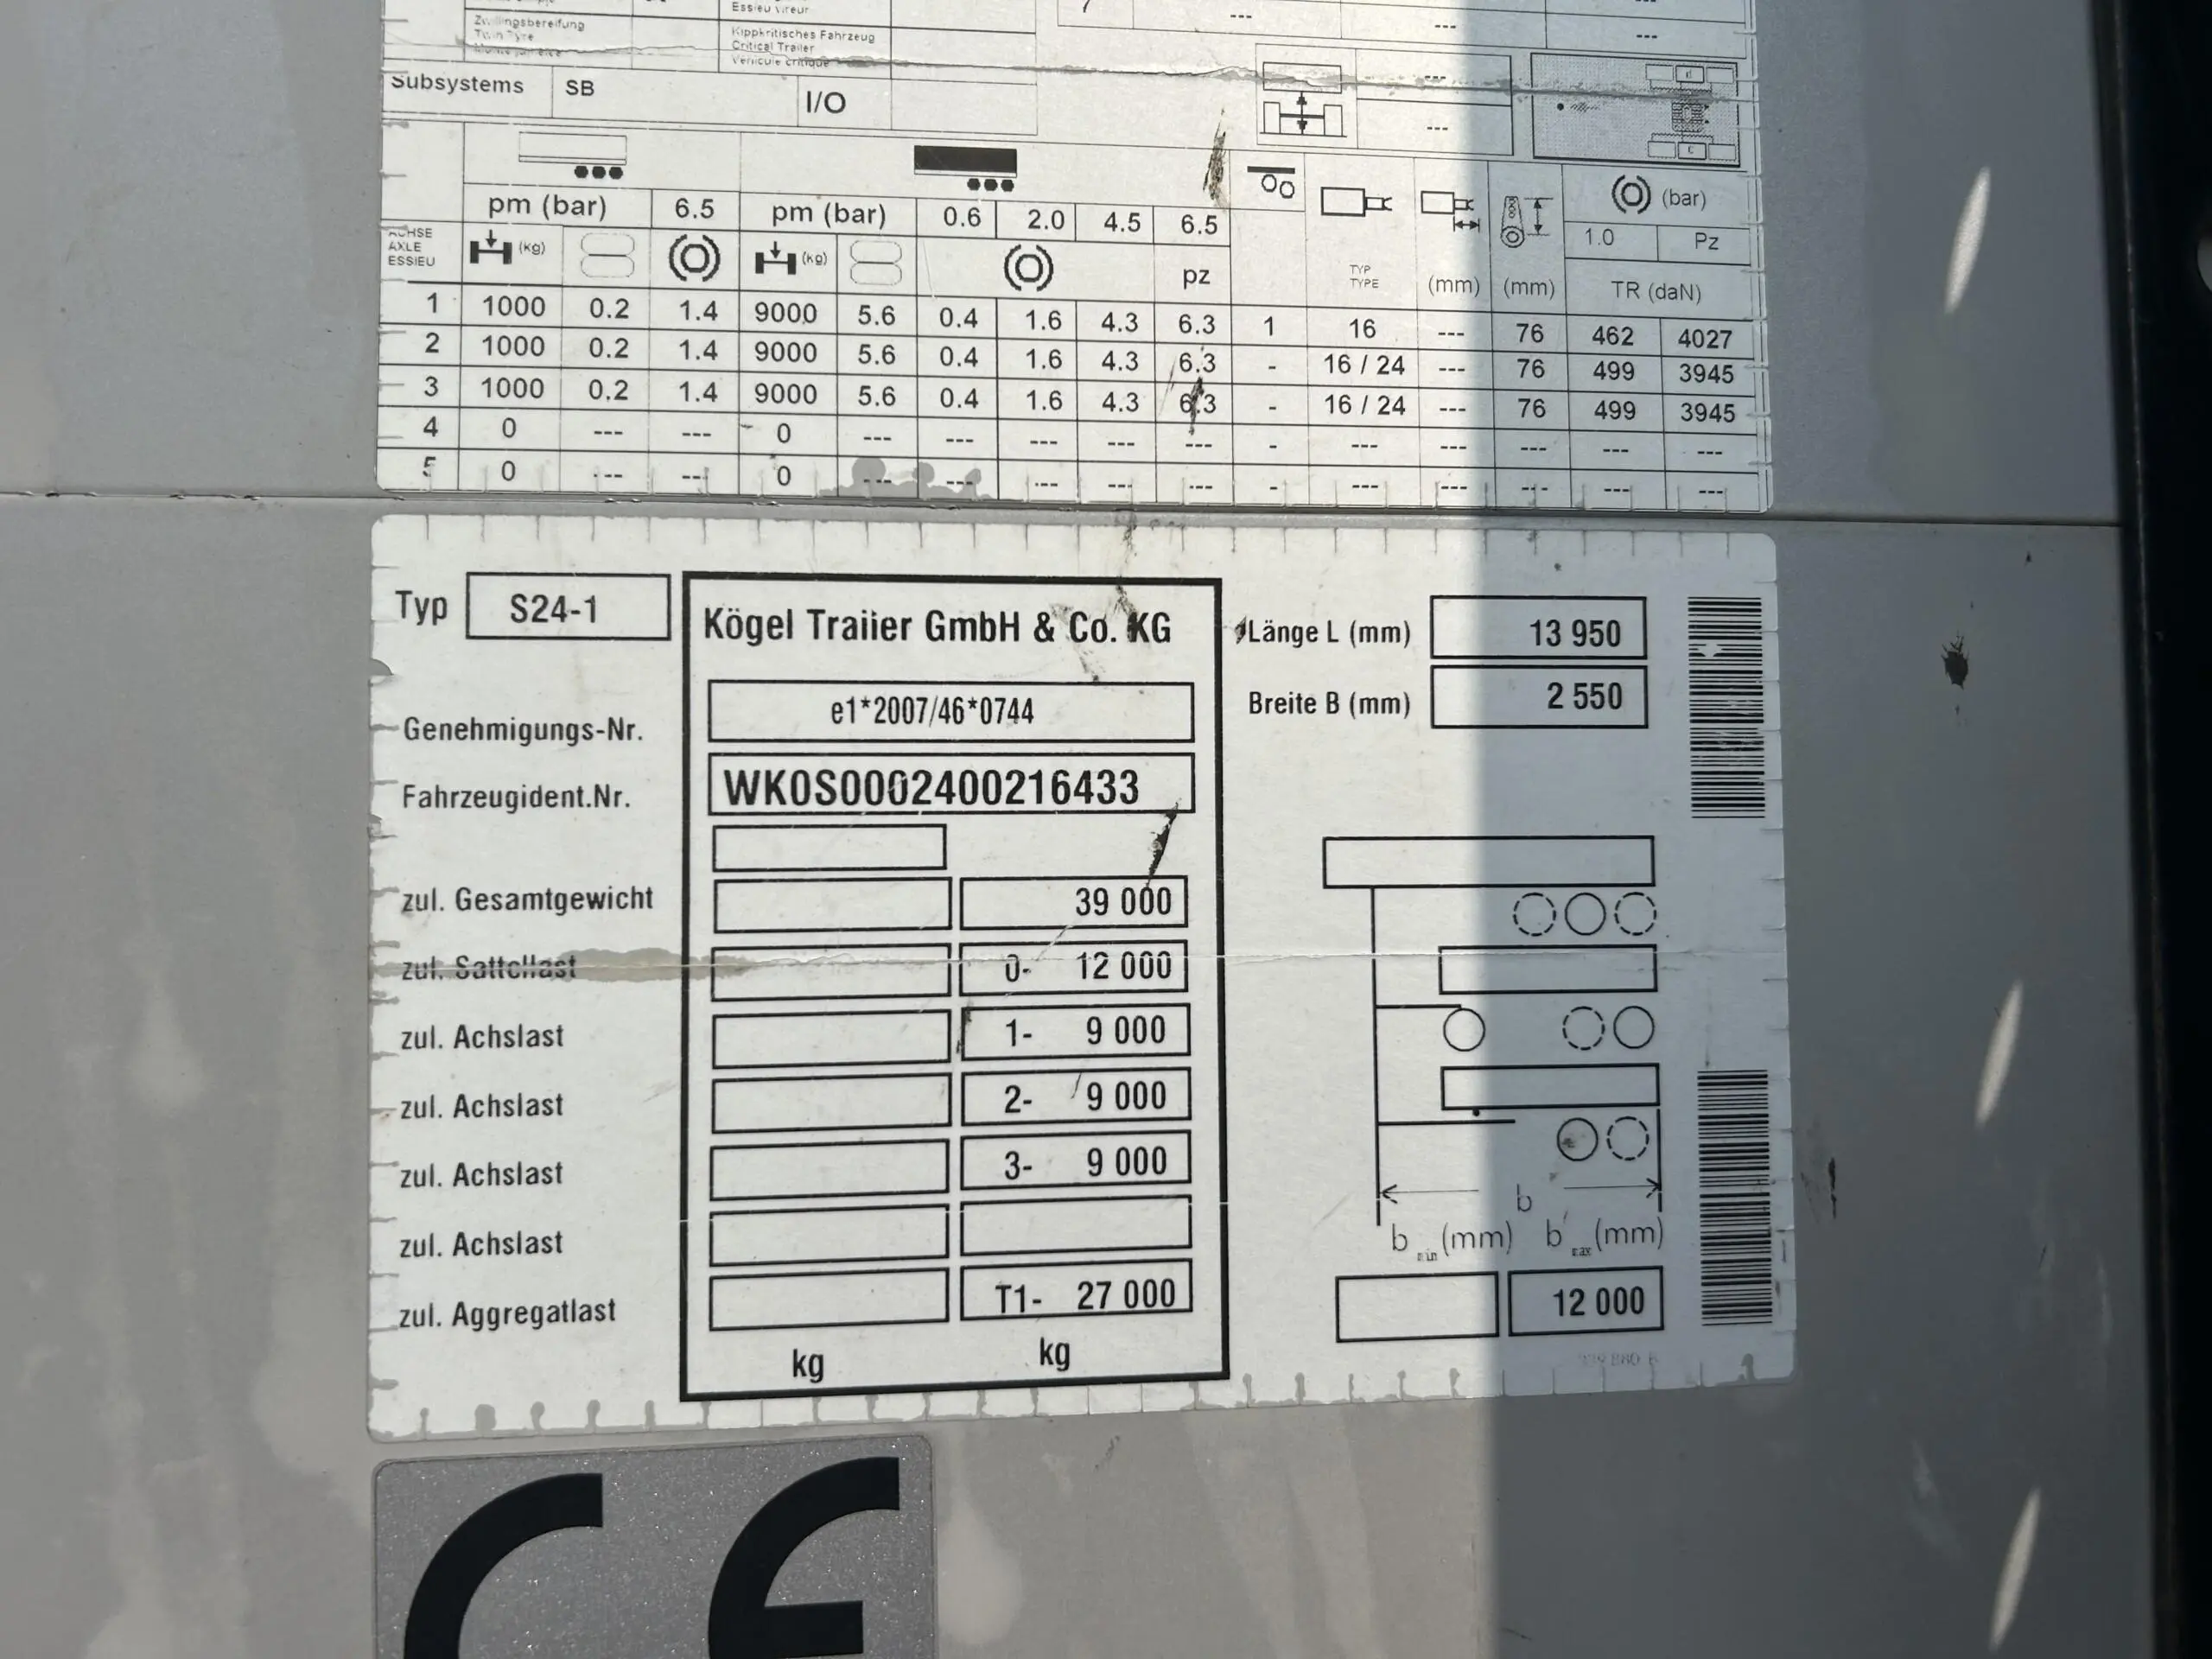 Essieu vireur
Zwillingsbereifung
Twin Tyre
Kippkritisches Fahrzeug
Critical Trailer
Vehicule critique
7 --- --- ---
--- ---
Subsystems SB I/O
---
---
pm (bar) 6.5 pm (bar) 0.6 2.0 4.5 6.5 (bar)
1.0 Pz
ACHSE
AXLE
ESSIEU
(kg) (kg) pz TYP
TYPE
(mm) (mm) TR (daN)
1 1000 0.2 1.4 9000 5.6 0.4 1.6 4.3 6.3 1 16 --- 76 462 4027
2 1000 0.2 1.4 9000 5.6 0.4 1.6 4.3 6.3 - 16 / 24 --- 76 499 3945
3 1000 0.2 1.4 9000 5.6 0.4 1.6 4.3 6.3 - 16 / 24 --- 76 499 3945
4 0 --- --- 0 --- --- --- --- --- - --- --- --- --- ---
5 0 --- --- 0 --- --- --- --- --- - --- --- --- --- ---
Typ S24-1
Kögel Trailer GmbH & Co. KG
Länge L (mm) 13 950
Breite B (mm) 2 550
Genehmigungs-Nr. e1*2007/46*0744
Fahrzeugident.Nr. WK0S0002400216433
zul. Gesamtgewicht 39 000
zul. Sattellast 0- 12 000
zul. Achslast 1- 9 000
zul. Achslast 2- 9 000
zul. Achslast 3- 9 000
zul. Achslast
zul. Aggregatlast T1- 27 000
kg kg
b
b min (mm) b max (mm)
12 000
CE